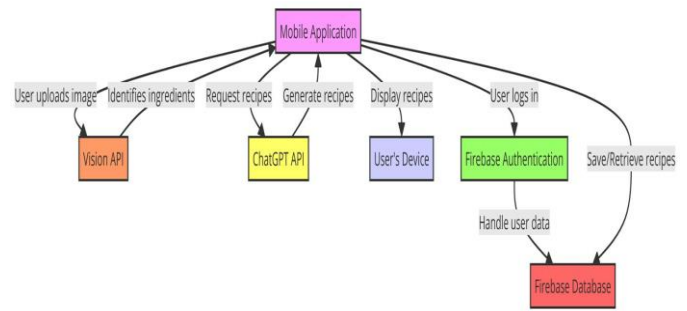 Mobile Application
User uploads image
Identifies ingredients
Request recipes
Generate recipes
Display recipes
User logs in
Vision API
ChatGPT API
User's Device
Firebase Authentication
Save/Retrieve recipes
Handle user data
Firebase Database